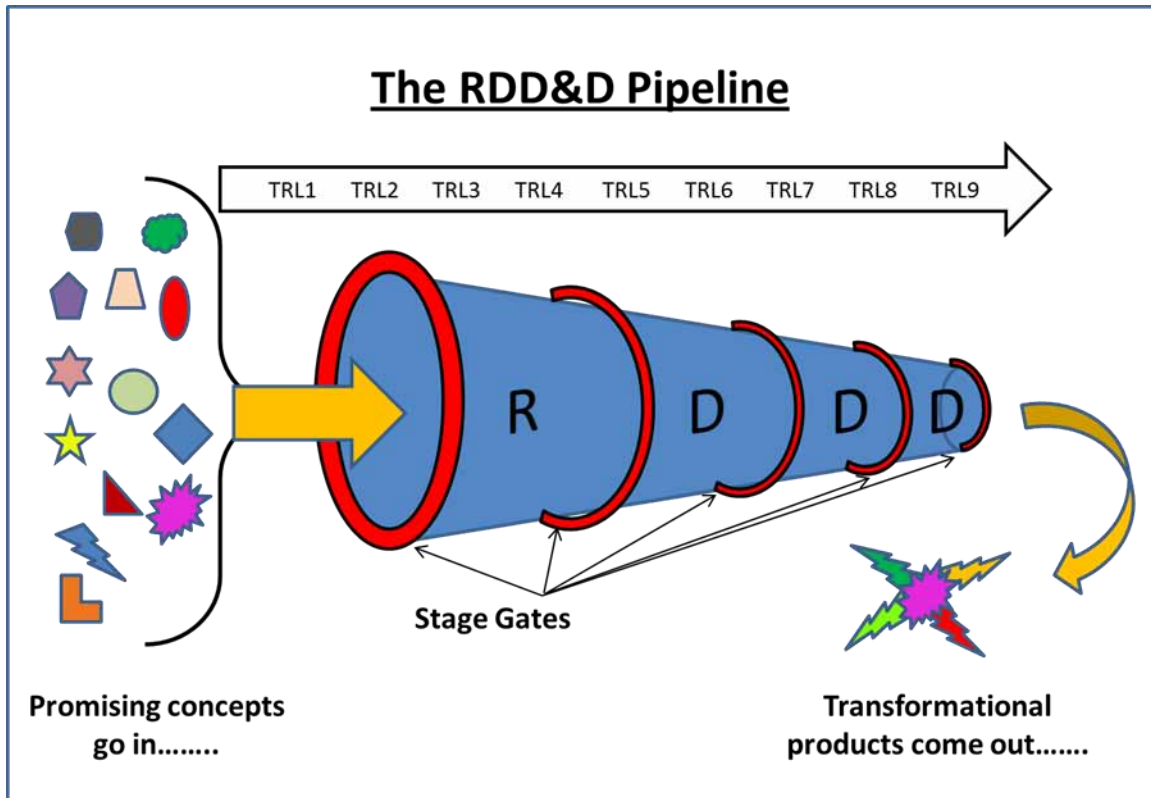 The RDD&D Pipeline
TRL1 TRL2 TRL3 TRL4 TRL5 TRL6 TRL7 TRL8 TRL9
R D D D
Stage Gates
Promising concepts
go in........
Transformational
products come out.......